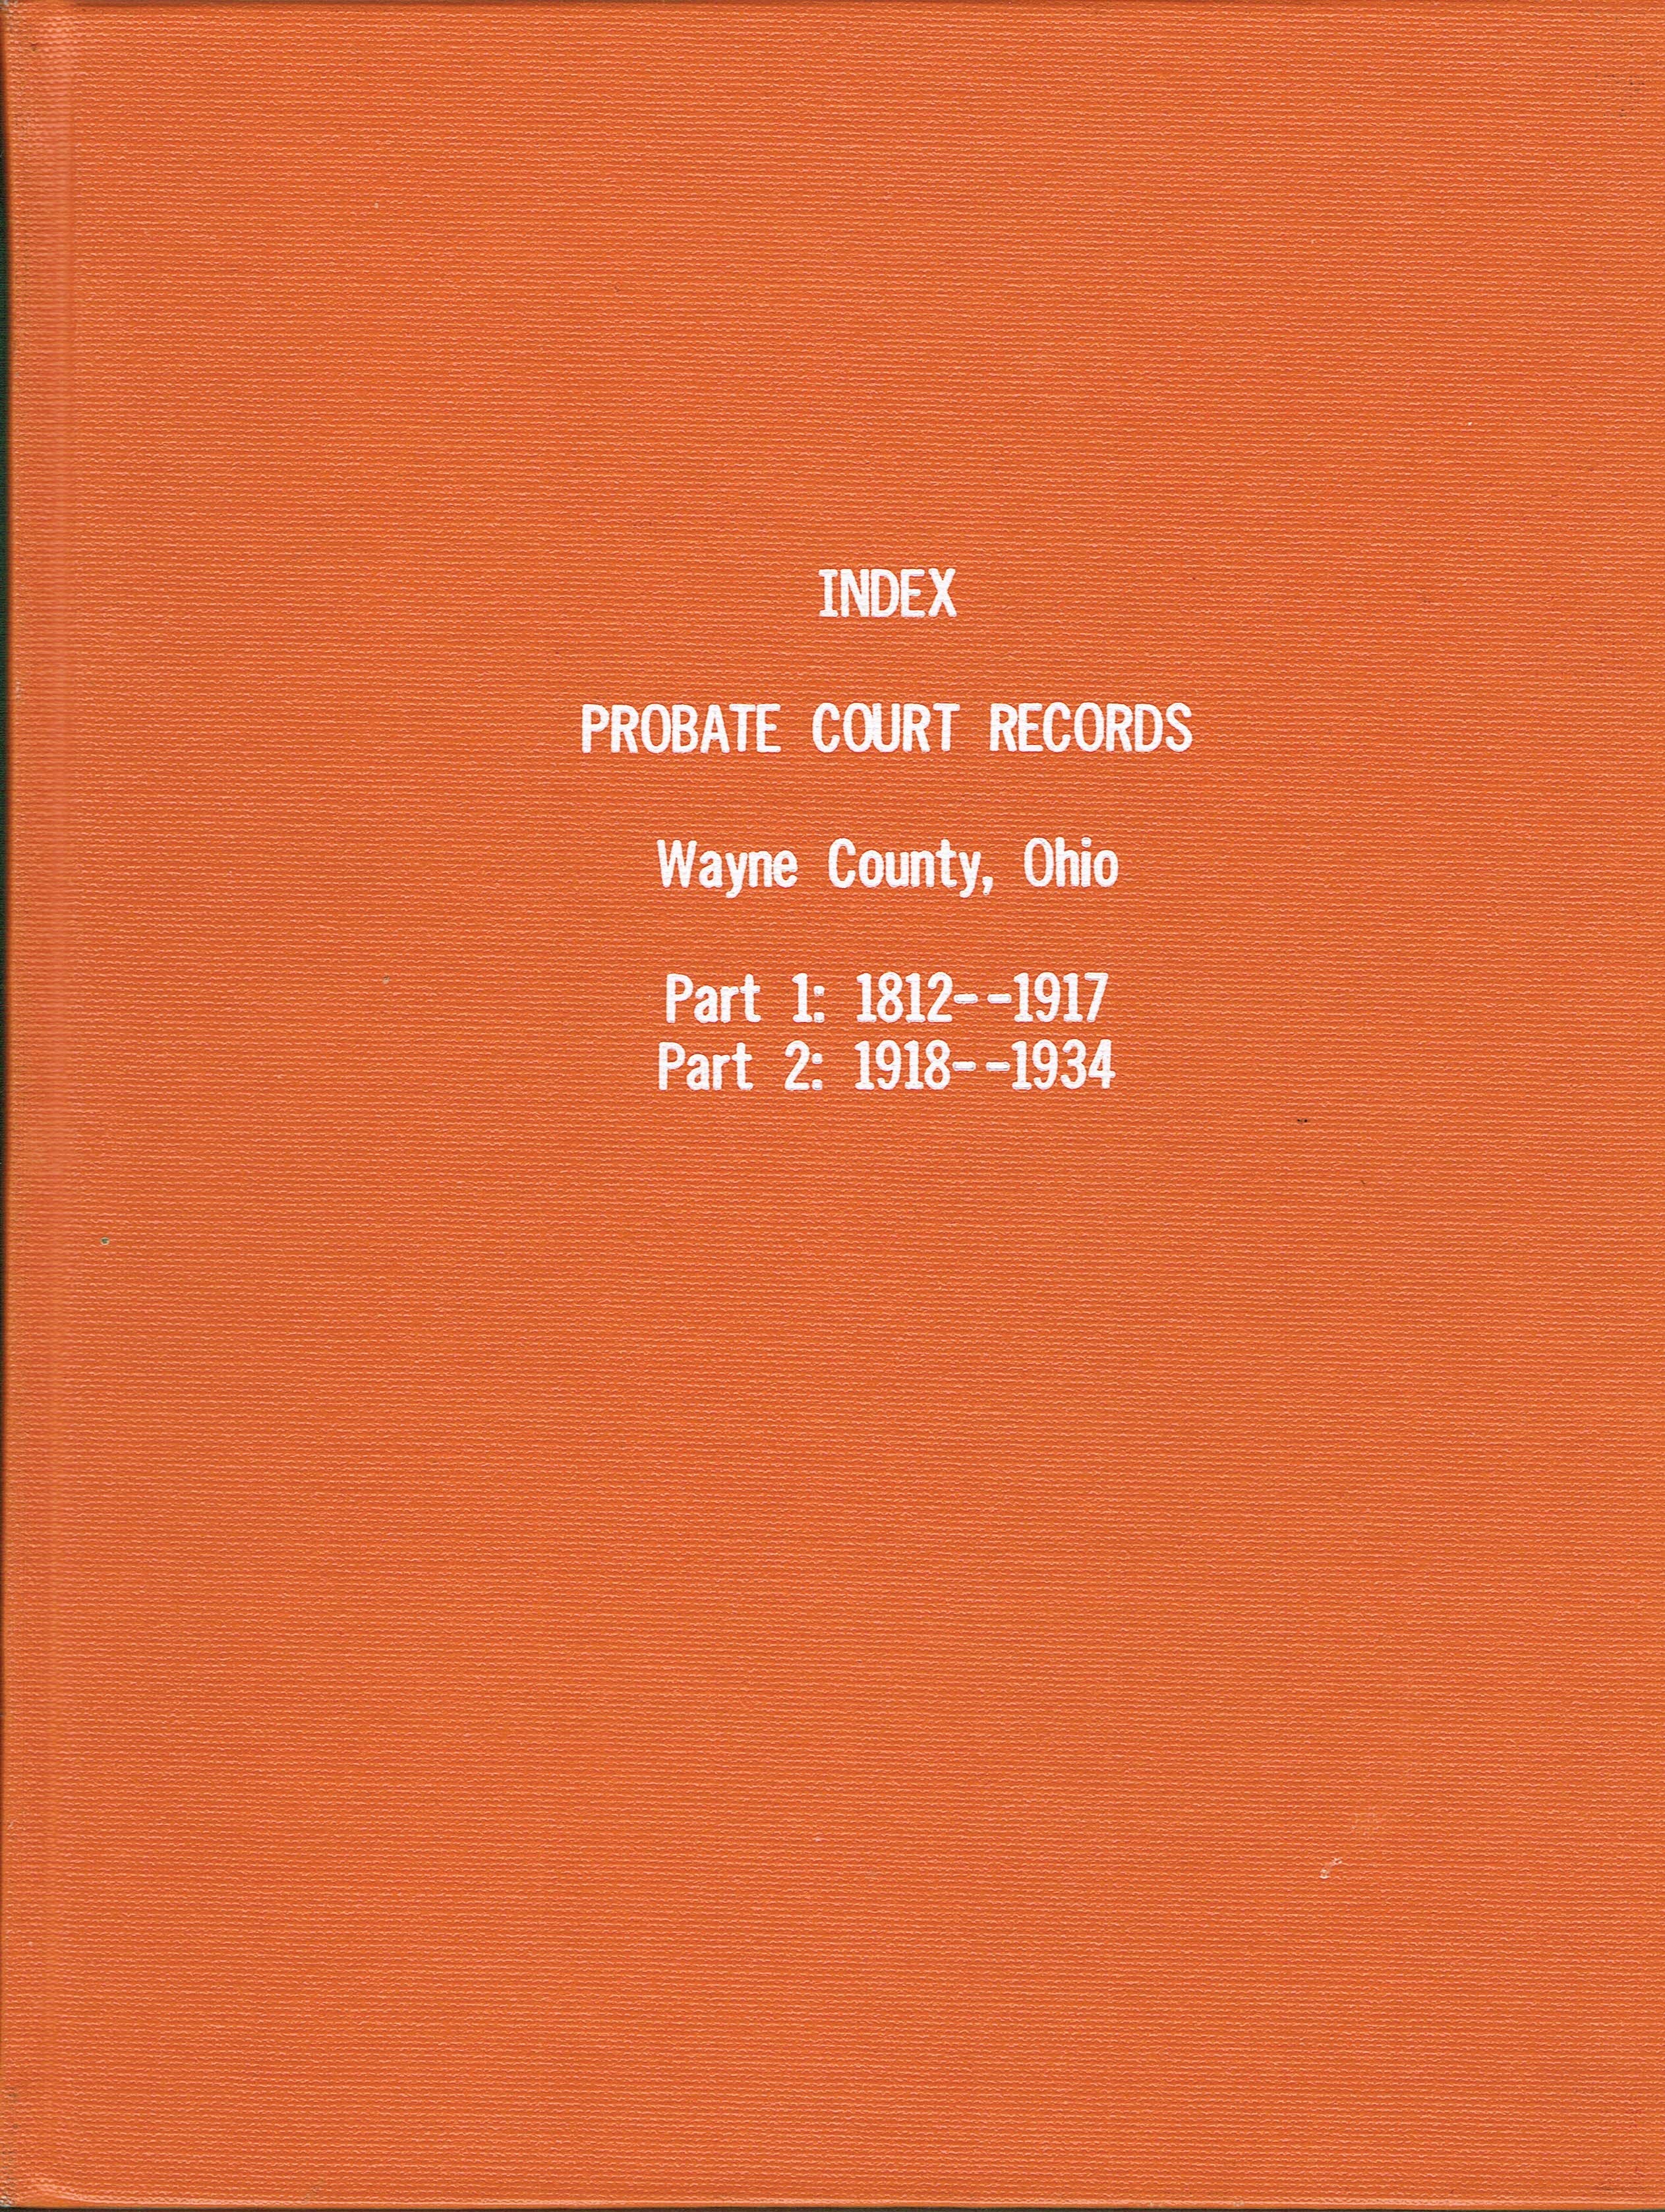 INDEX
PROBATE COURT RECORDS
Wayne County, Ohio
Part 1: 1812--1917
Part 2: 1918--1934